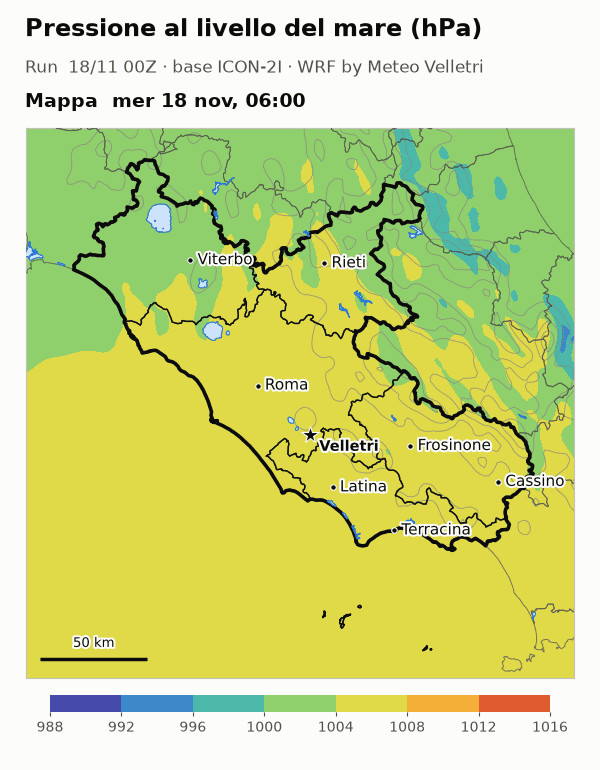 Pressione al livello del mare (hPa)
Run  18/11 00Z · base ICON-2I · WRF by Meteo Velletri
Mappa  mer 18 nov, 06:00
Viterbo
Rieti
Roma
Velletri
Frosinone
Latina
Cassino
Terracina
50 km
988 992 996 1000 1004 1008 1012 1016